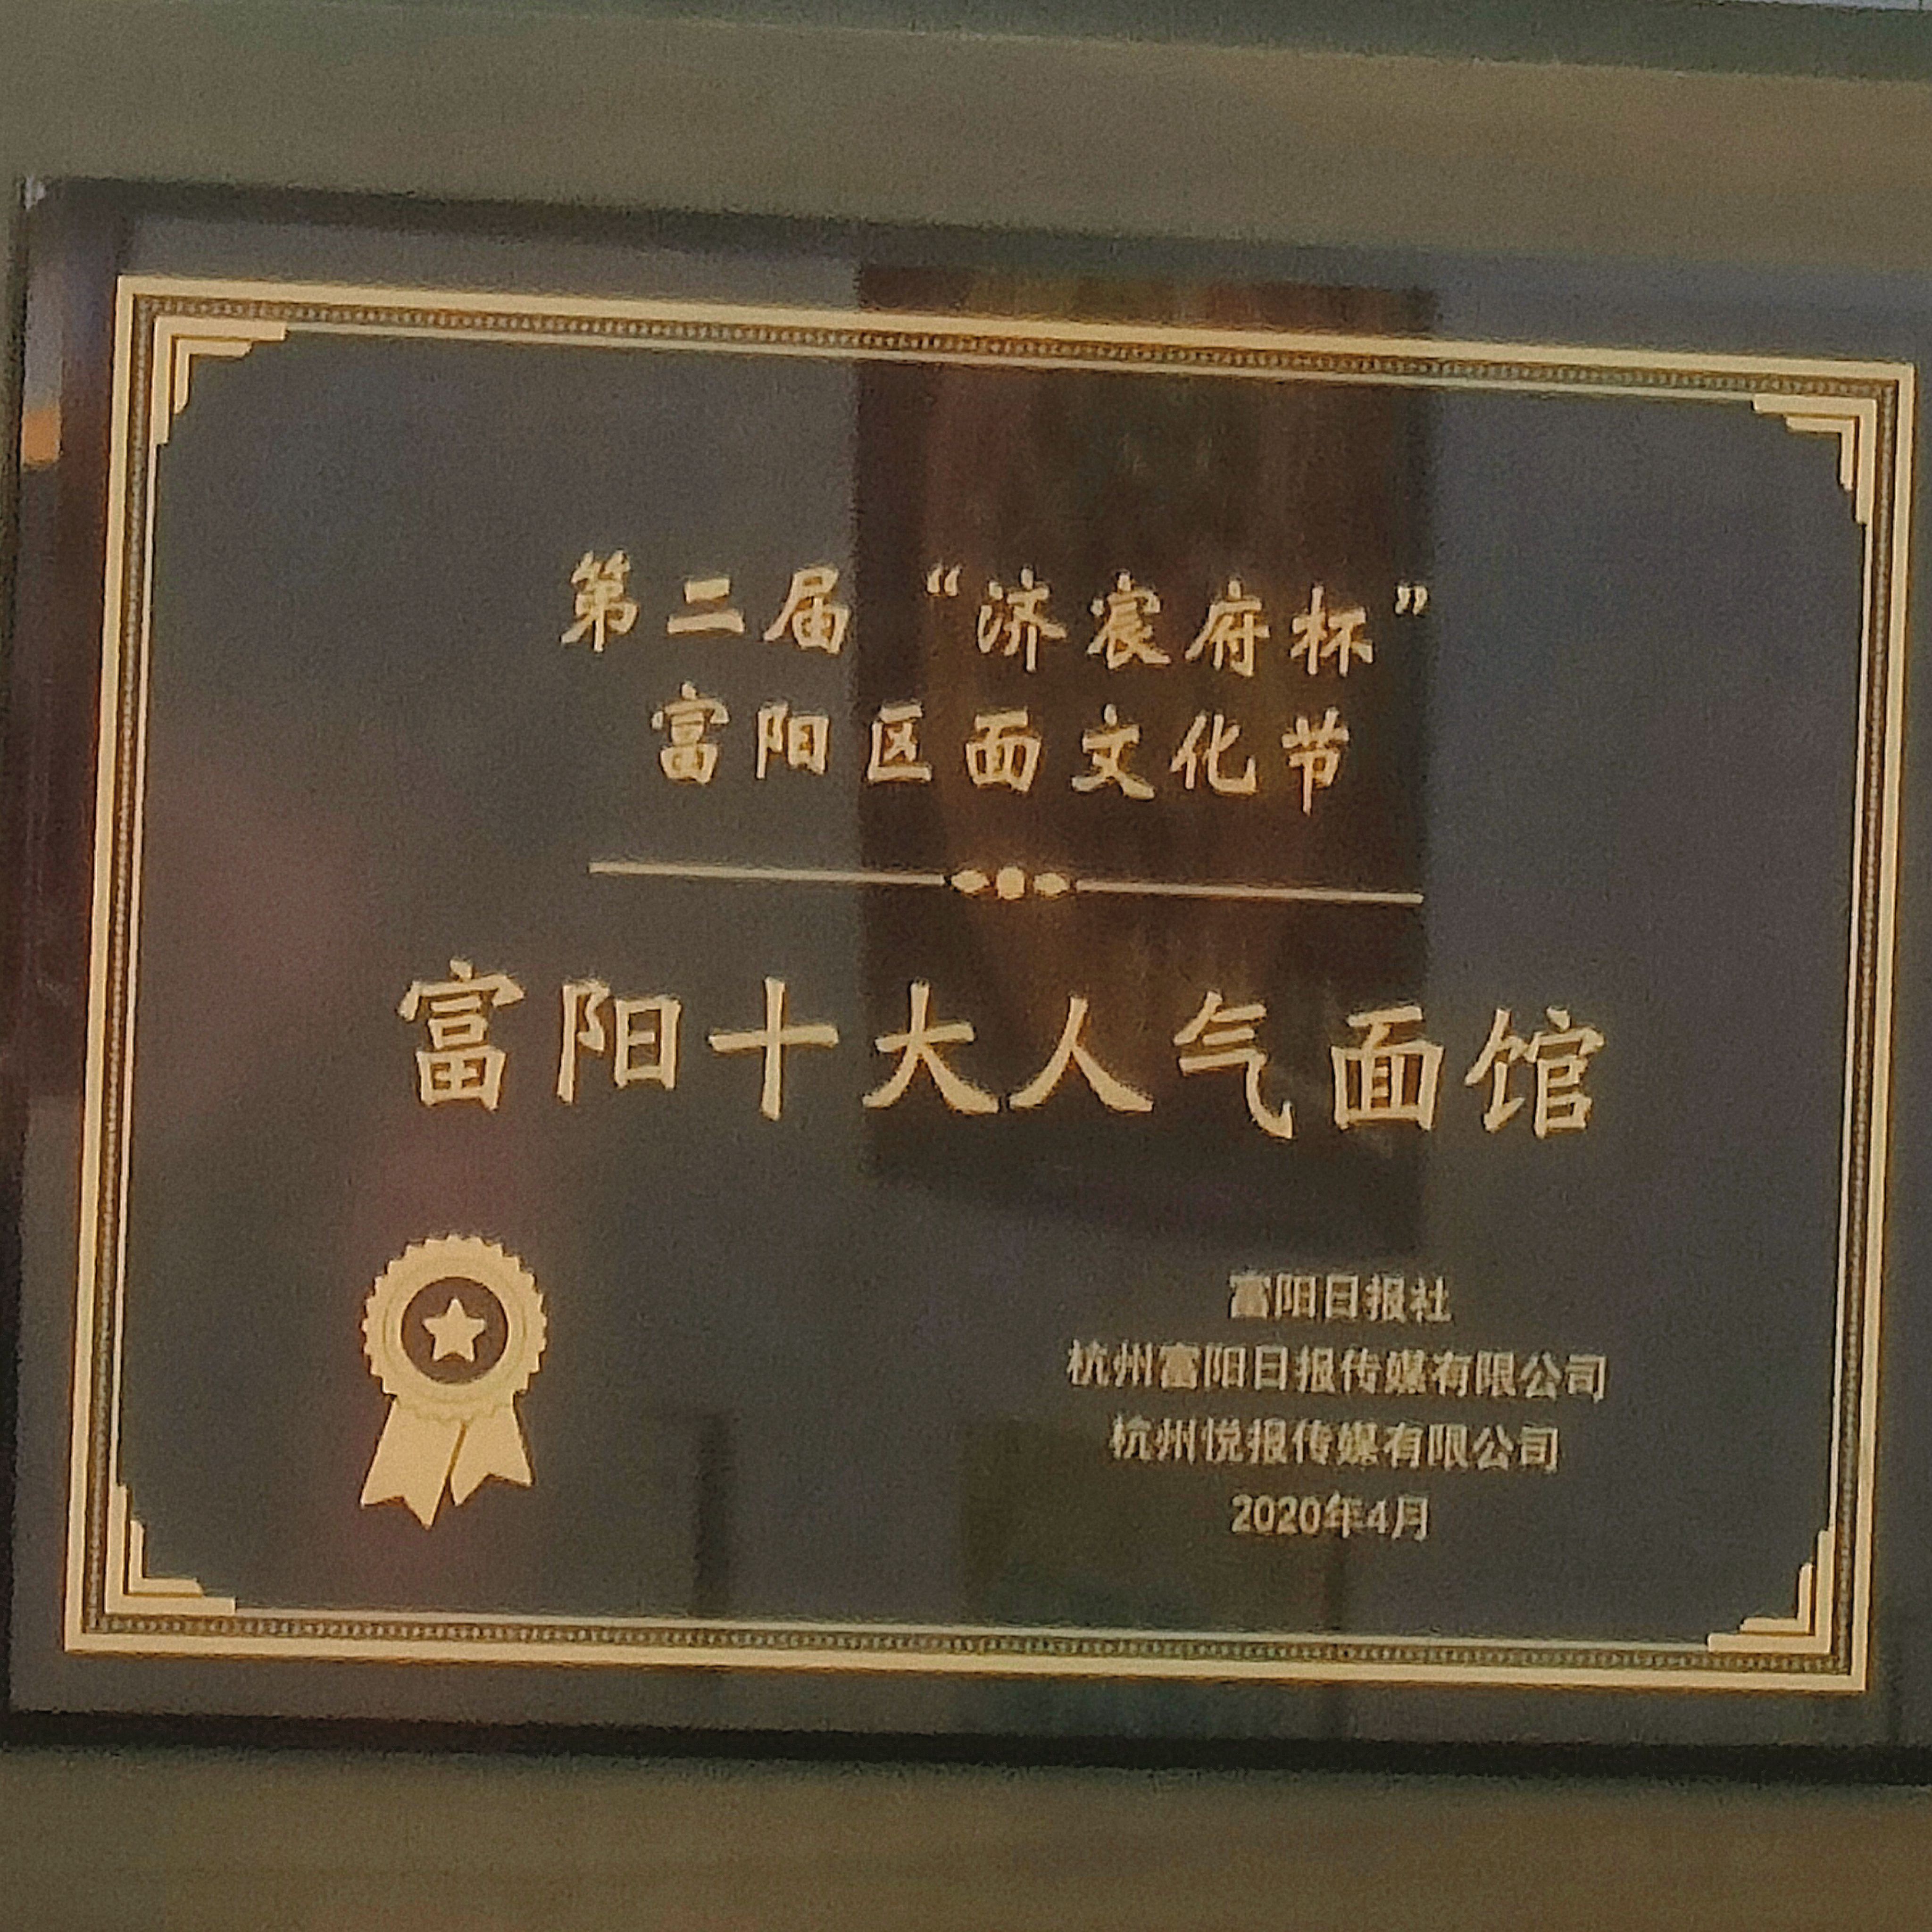 第二届“济宸府杯”
富阳区面文化节
富阳十大人气面馆
富阳日报社
杭州富阳日报传媒有限公司
杭州悦报传媒有限公司
2020年4月